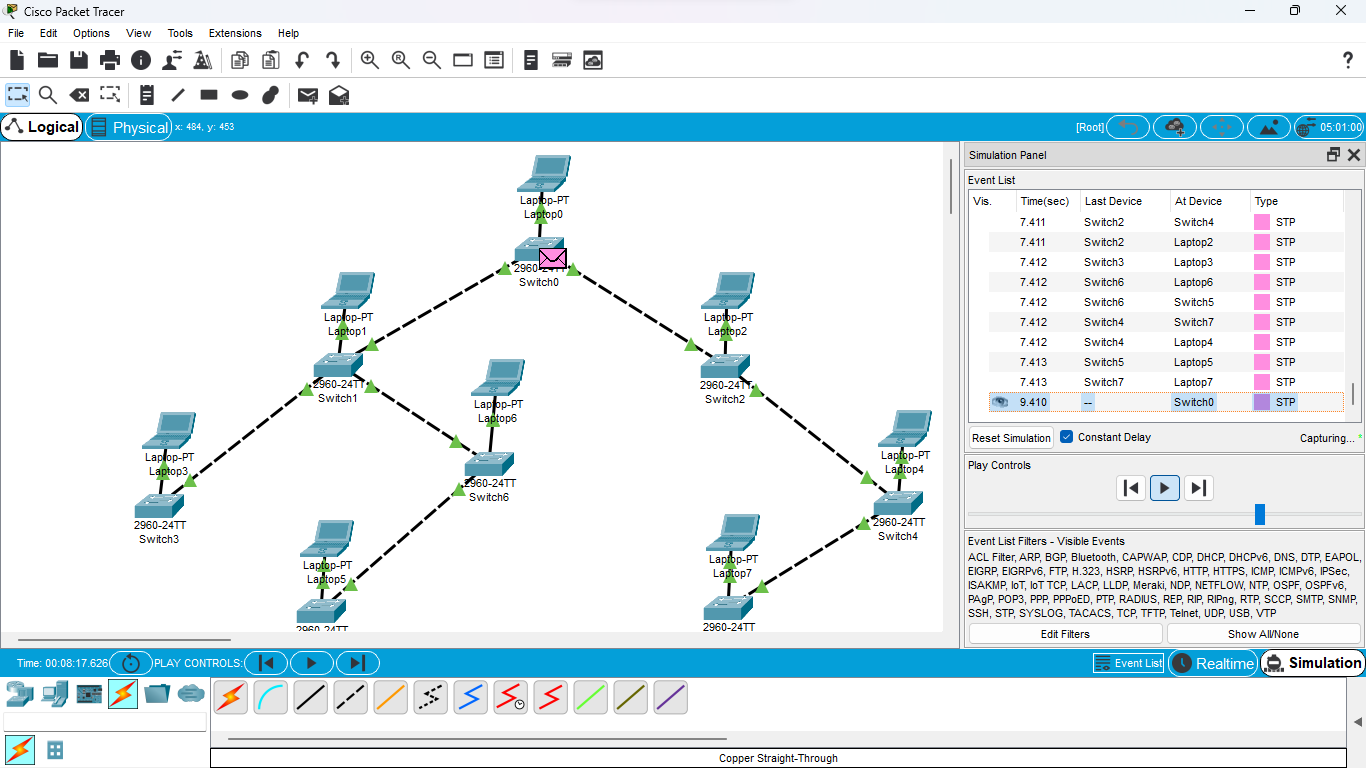 Cisco Packet Tracer
File Edit Options View Tools Extensions Help
Logical Physical x: 484, y: 453 [Root] 05:01:00
Laptop-PT
Laptop0
2960-24TT
Switch0
Laptop-PT
Laptop1
2960-24TT
Switch1
Laptop-PT
Laptop2
2960-24TT
Switch2
Laptop-PT
Laptop6
2960-24TT
Switch6
Laptop-PT
Laptop3
2960-24TT
Switch3
Laptop-PT
Laptop4
2960-24TT
Switch4
Laptop-PT
Laptop5
2960-24TT
Laptop-PT
Laptop7
2960-24TT
Simulation Panel
Event List
Vis. Time(sec) Last Device At Device Type
7.411 Switch2 Switch4 STP
7.411 Switch2 Laptop2 STP
7.412 Switch3 Laptop3 STP
7.412 Switch6 Laptop6 STP
7.412 Switch6 Switch5 STP
7.412 Switch4 Switch7 STP
7.412 Switch4 Laptop4 STP
7.413 Switch5 Laptop5 STP
7.413 Switch7 Laptop7 STP
9.410 -- Switch0 STP
Reset Simulation Constant Delay Capturing... *
Play Controls
Event List Filters - Visible Events
ACL Filter, ARP, BGP, Bluetooth, CAPWAP, CDP, DHCP, DHCPv6, DNS, DTP, EAPOL,
EIGRP, EIGRPv6, FTP, H.323, HSRP, HSRPv6, HTTP, HTTPS, ICMP, ICMPv6, IPSec,
ISAKMP, IoT, IoT TCP, LACP, LLDP, Meraki, NDP, NETFLOW, NTP, OSPF, OSPFv6,
PAgP, POP3, PPP, PPPoED, PTP, RADIUS, REP, RIP, RIPng, RTP, SCCP, SMTP, SNMP,
SSH, STP, SYSLOG, TACACS, TCP, TFTP, Telnet, UDP, USB, VTP
Edit Filters Show All/None
Time: 00:08:17.626 PLAY CONTROLS: Event List Realtime Simulation
Copper Straight-Through